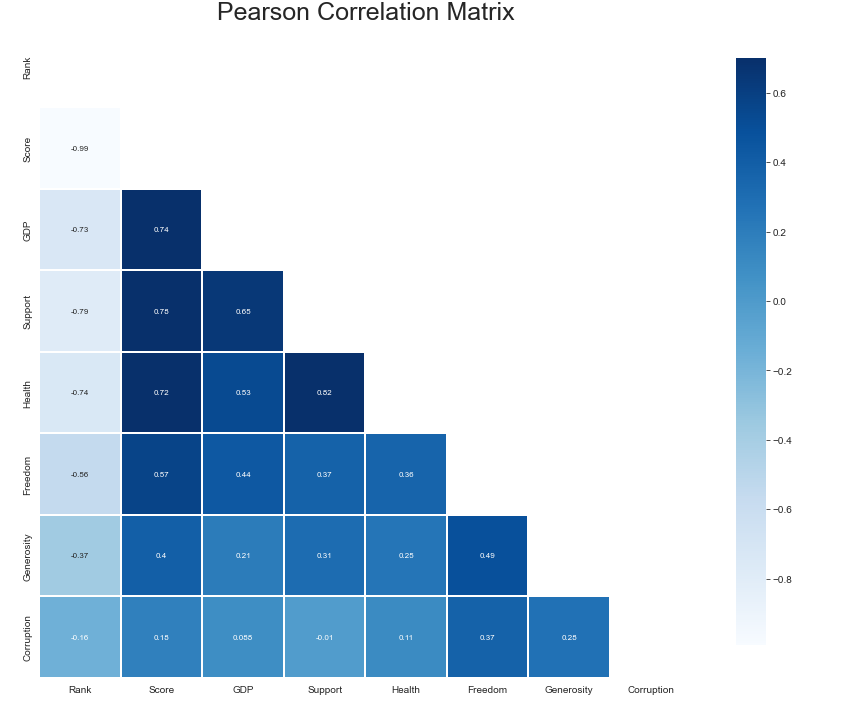 Pearson Correlation Matrix
Rank
Score
-0.99
GDP
-0.73 0.74
Support
-0.79 0.78 0.65
Health
-0.74 0.72 0.53 0.82
Freedom
-0.56 0.57 0.44 0.37 0.36
Generosity
-0.37 0.4 0.21 0.31 0.25 0.49
Corruption
-0.16 0.18 0.088 -0.01 0.11 0.37 0.28
Rank Score GDP Support Health Freedom Generosity Corruption
0.6
0.4
0.2
0.0
−0.2
−0.4
−0.6
−0.8